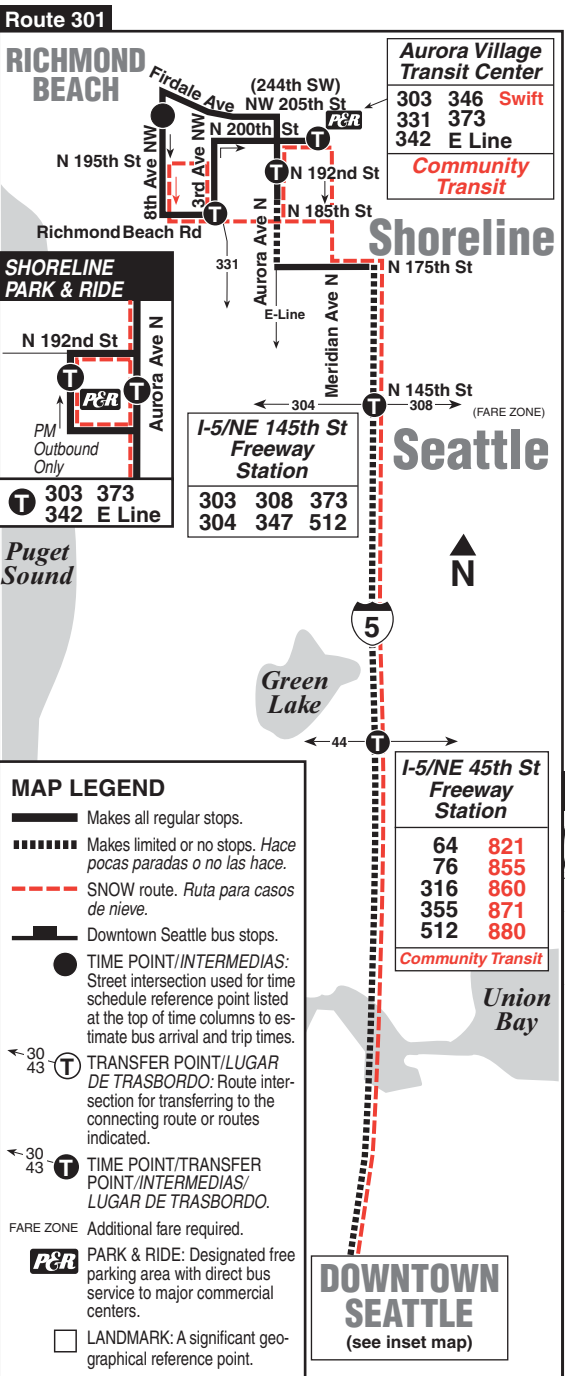 Route 301
RICHMOND
BEACH
Firdale Ave
(244th SW)
NW 205th St
P&R
Aurora Village
Transit Center
303 346 Swift
331 373
342 E Line
Community
Transit
N 200th St
T
N 195th St
8th Ave NW
3rd Ave NW
T
N 192nd St
T
N 185th St
Richmond Beach Rd
331
Aurora Ave N
E-Line
Shoreline
N 175th St
Meridian Ave N
SHORELINE
PARK & RIDE
N 192nd St
T
P&R
T
Aurora Ave N
PM
Outbound
Only
T 303 373
342 E Line
N 145th St
304 T 308
(FARE ZONE)
I-5/NE 145th St
Freeway
Station
303 308 373
304 347 512
Seattle
Puget
Sound
N
5
Green
Lake
44 T
I-5/NE 45th St
Freeway
Station
64 821
76 855
316 860
355 871
512 880
Community Transit
Union
Bay
DOWNTOWN
SEATTLE
(see inset map)
MAP LEGEND
Makes all regular stops.
Makes limited or no stops. Hace
pocas paradas o no las hace.
SNOW route. Ruta para casos
de nieve.
Downtown Seattle bus stops.
TIME POINT/INTERMEDIAS:
Street intersection used for time
schedule reference point listed
at the top of time columns to es-
timate bus arrival and trip times.
30
43 T TRANSFER POINT/LUGAR
DE TRASBORDO: Route inter-
section for transferring to the
connecting route or routes
indicated.
30
43 T TIME POINT/TRANSFER
POINT/INTERMEDIAS/
LUGAR DE TRASBORDO.
FARE ZONE Additional fare required.
P&R PARK & RIDE: Designated free
parking area with direct bus
service to major commercial
centers.
LANDMARK: A significant geo-
graphical reference point.